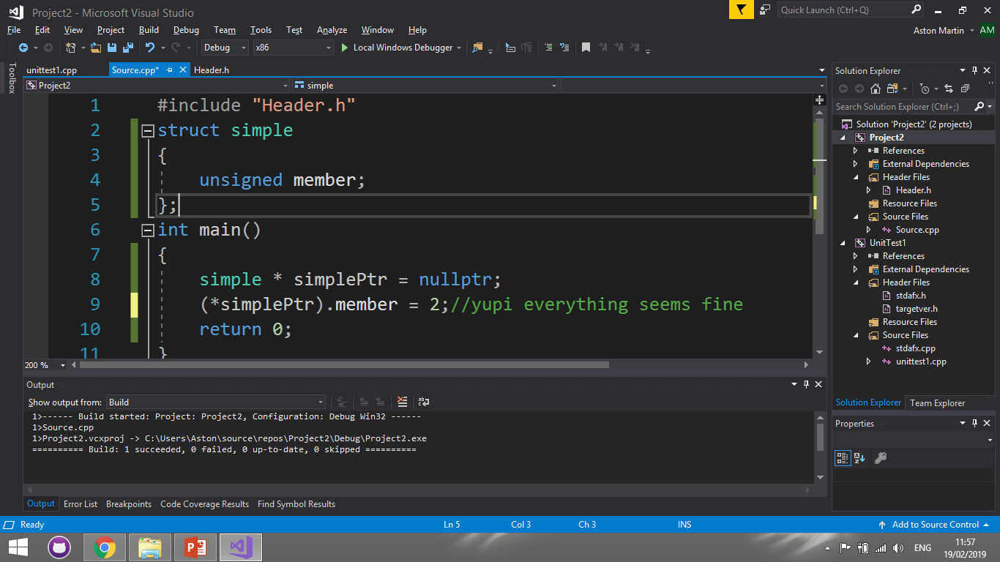 Project2 - Microsoft Visual Studio
Quick Launch (Ctrl+Q)
File Edit View Project Build Debug Team Tools Test Analyze Window Help
Aston Martin AM
Debug x86 Local Windows Debugger
Toolbox
unittest1.cpp Source.cpp* Header.h
Project2 simple
1 #include "Header.h"
2 struct simple
3 {
4 unsigned member;
5 };
6 int main()
7 {
8 simple * simplePtr = nullptr;
9 (*simplePtr).member = 2;//yupi everything seems fine
10 return 0;
11 }
200 %
Output
Show output from: Build
1>------ Build started: Project: Project2, Configuration: Debug Win32 ------
1>Source.cpp
1>Project2.vcxproj -> C:\Users\Aston\source\repos\Project2\Debug\Project2.exe
========== Build: 1 succeeded, 0 failed, 0 up-to-date, 0 skipped ==========
Output Error List Breakpoints Code Coverage Results Find Symbol Results
Solution Explorer
Search Solution Explorer (Ctrl+;)
Solution 'Project2' (2 projects)
Project2
References
External Dependencies
Header Files
Header.h
Resource Files
Source Files
Source.cpp
UnitTest1
References
External Dependencies
Header Files
stdafx.h
targetver.h
Resource Files
Source Files
stdafx.cpp
unittest1.cpp
Solution Explorer Team Explorer
Properties
Ready Ln 5 Col 3 Ch 3 INS Add to Source Control
ENG
11:57
19/02/2019